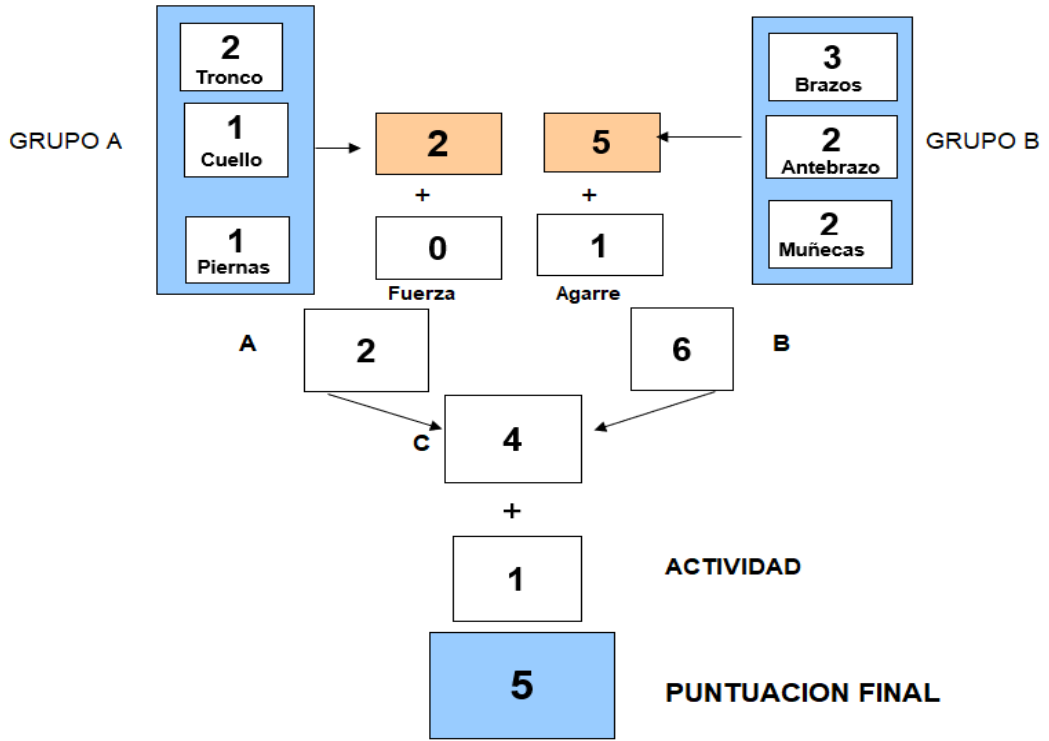 2
Tronco
GRUPO A
1
Cuello
1
Piernas
2
+
0
Fuerza
5
+
1
Agarre
3
Brazos
2
Antebrazo
GRUPO B
2
Muñecas
A
2
6
B
C
4
+
1
ACTIVIDAD
5
PUNTUACION FINAL